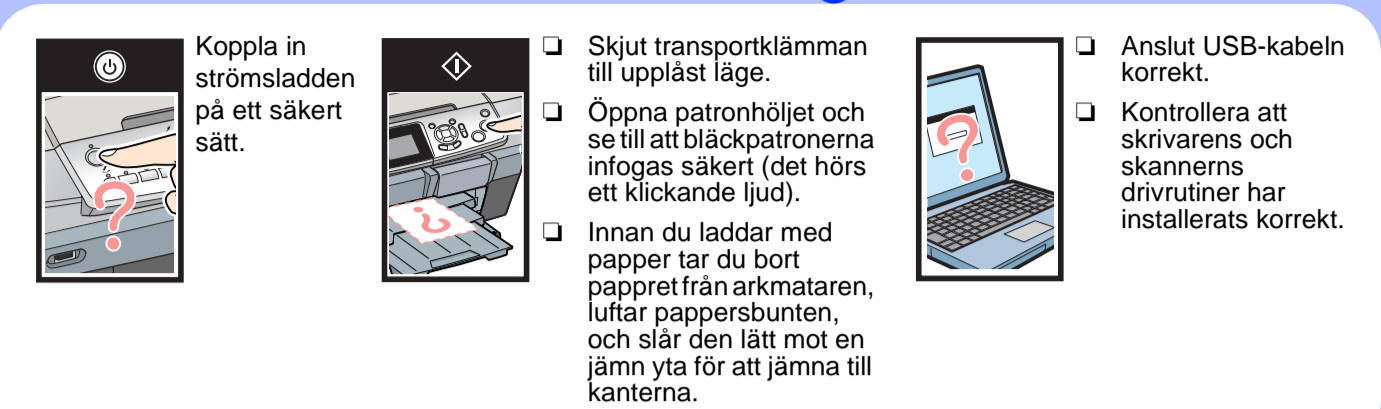 Koppla in
strömsladden
på ett säkert
sätt.
❏ Skjut transportklämman
till upplåst läge.
❏ Öppna patronhöljet och
se till att bläckpatronerna
infogas säkert (det hörs
ett klickande ljud).
❏ Innan du laddar med
papper tar du bort
pappret från arkmataren,
luftar pappersbunten,
och slår den lätt mot en
jämn yta för att jämna till
kanterna.
❏ Anslut USB-kabeln
korrekt.
❏ Kontrollera att
skrivarens och
skannerns
drivrutiner har
installerats korrekt.